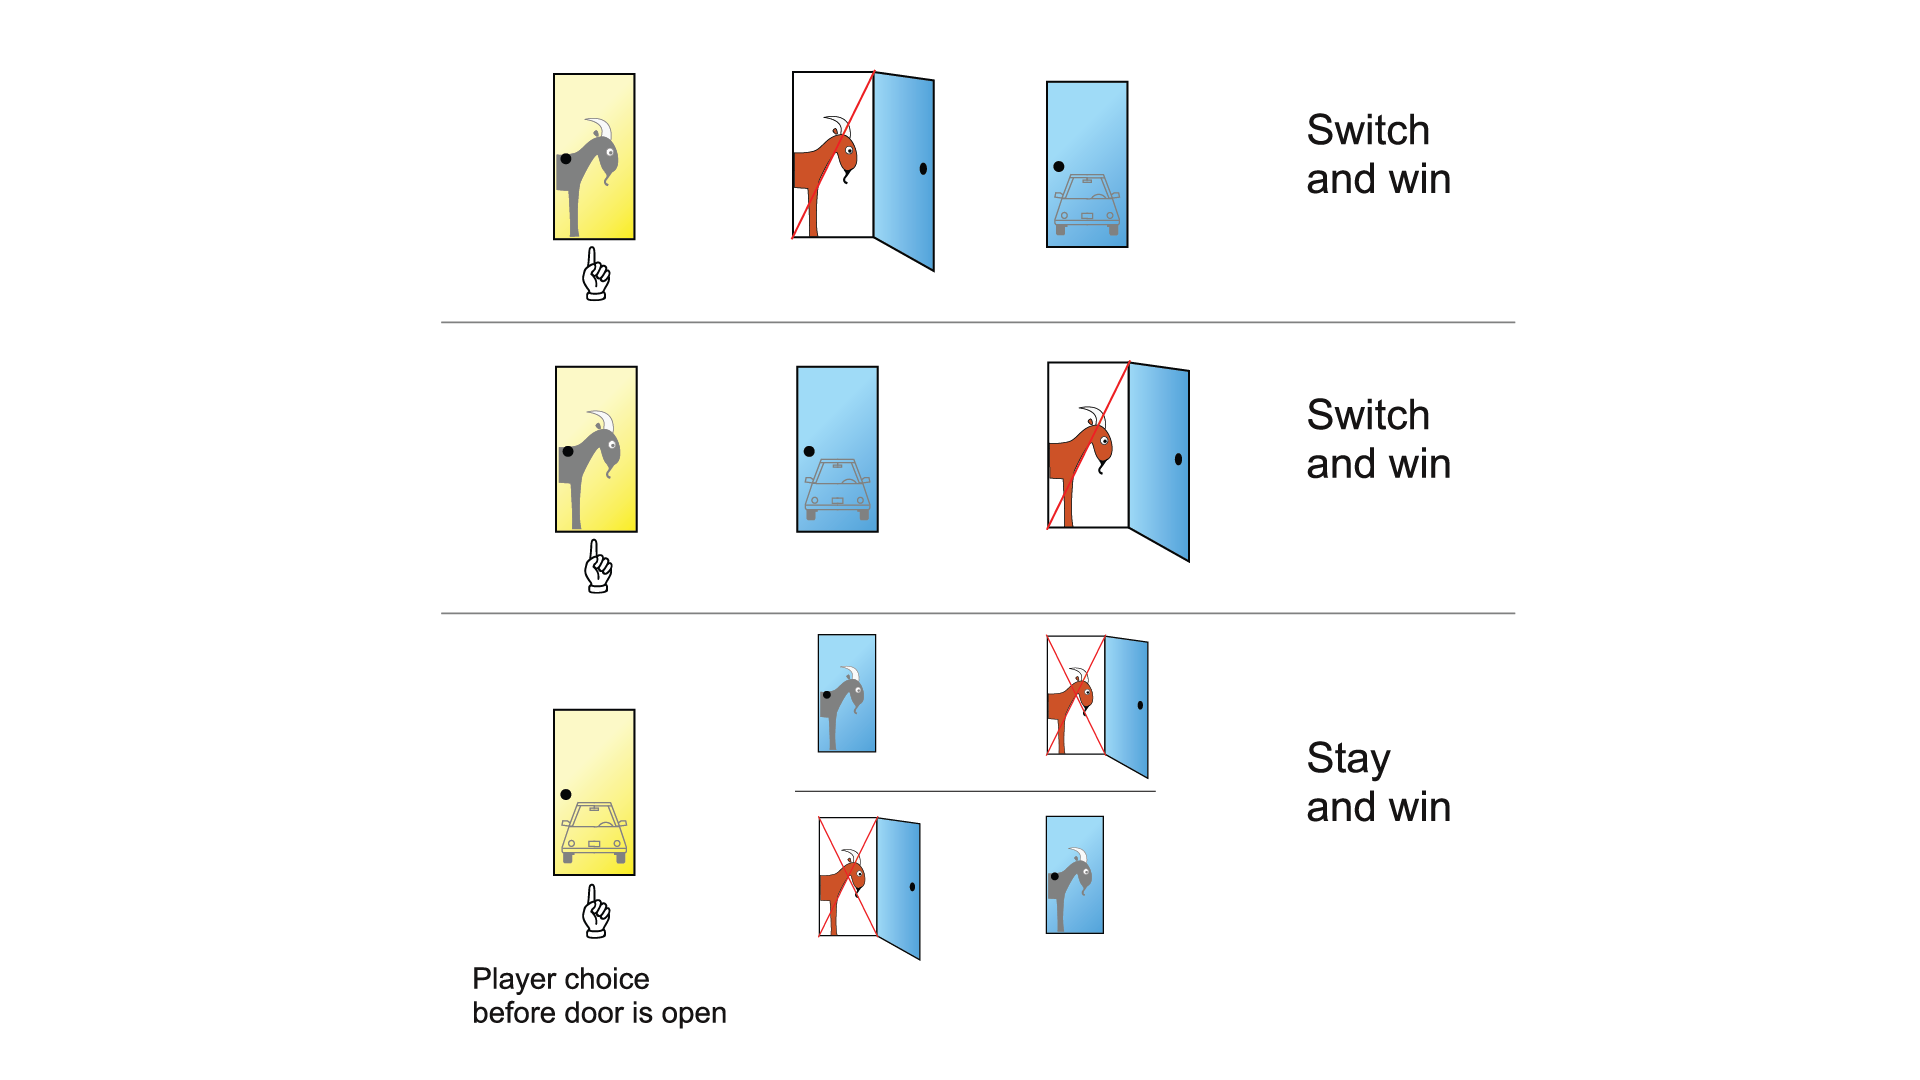 Switch
and win
Switch
and win
Stay
and win
Player choice
before door is open